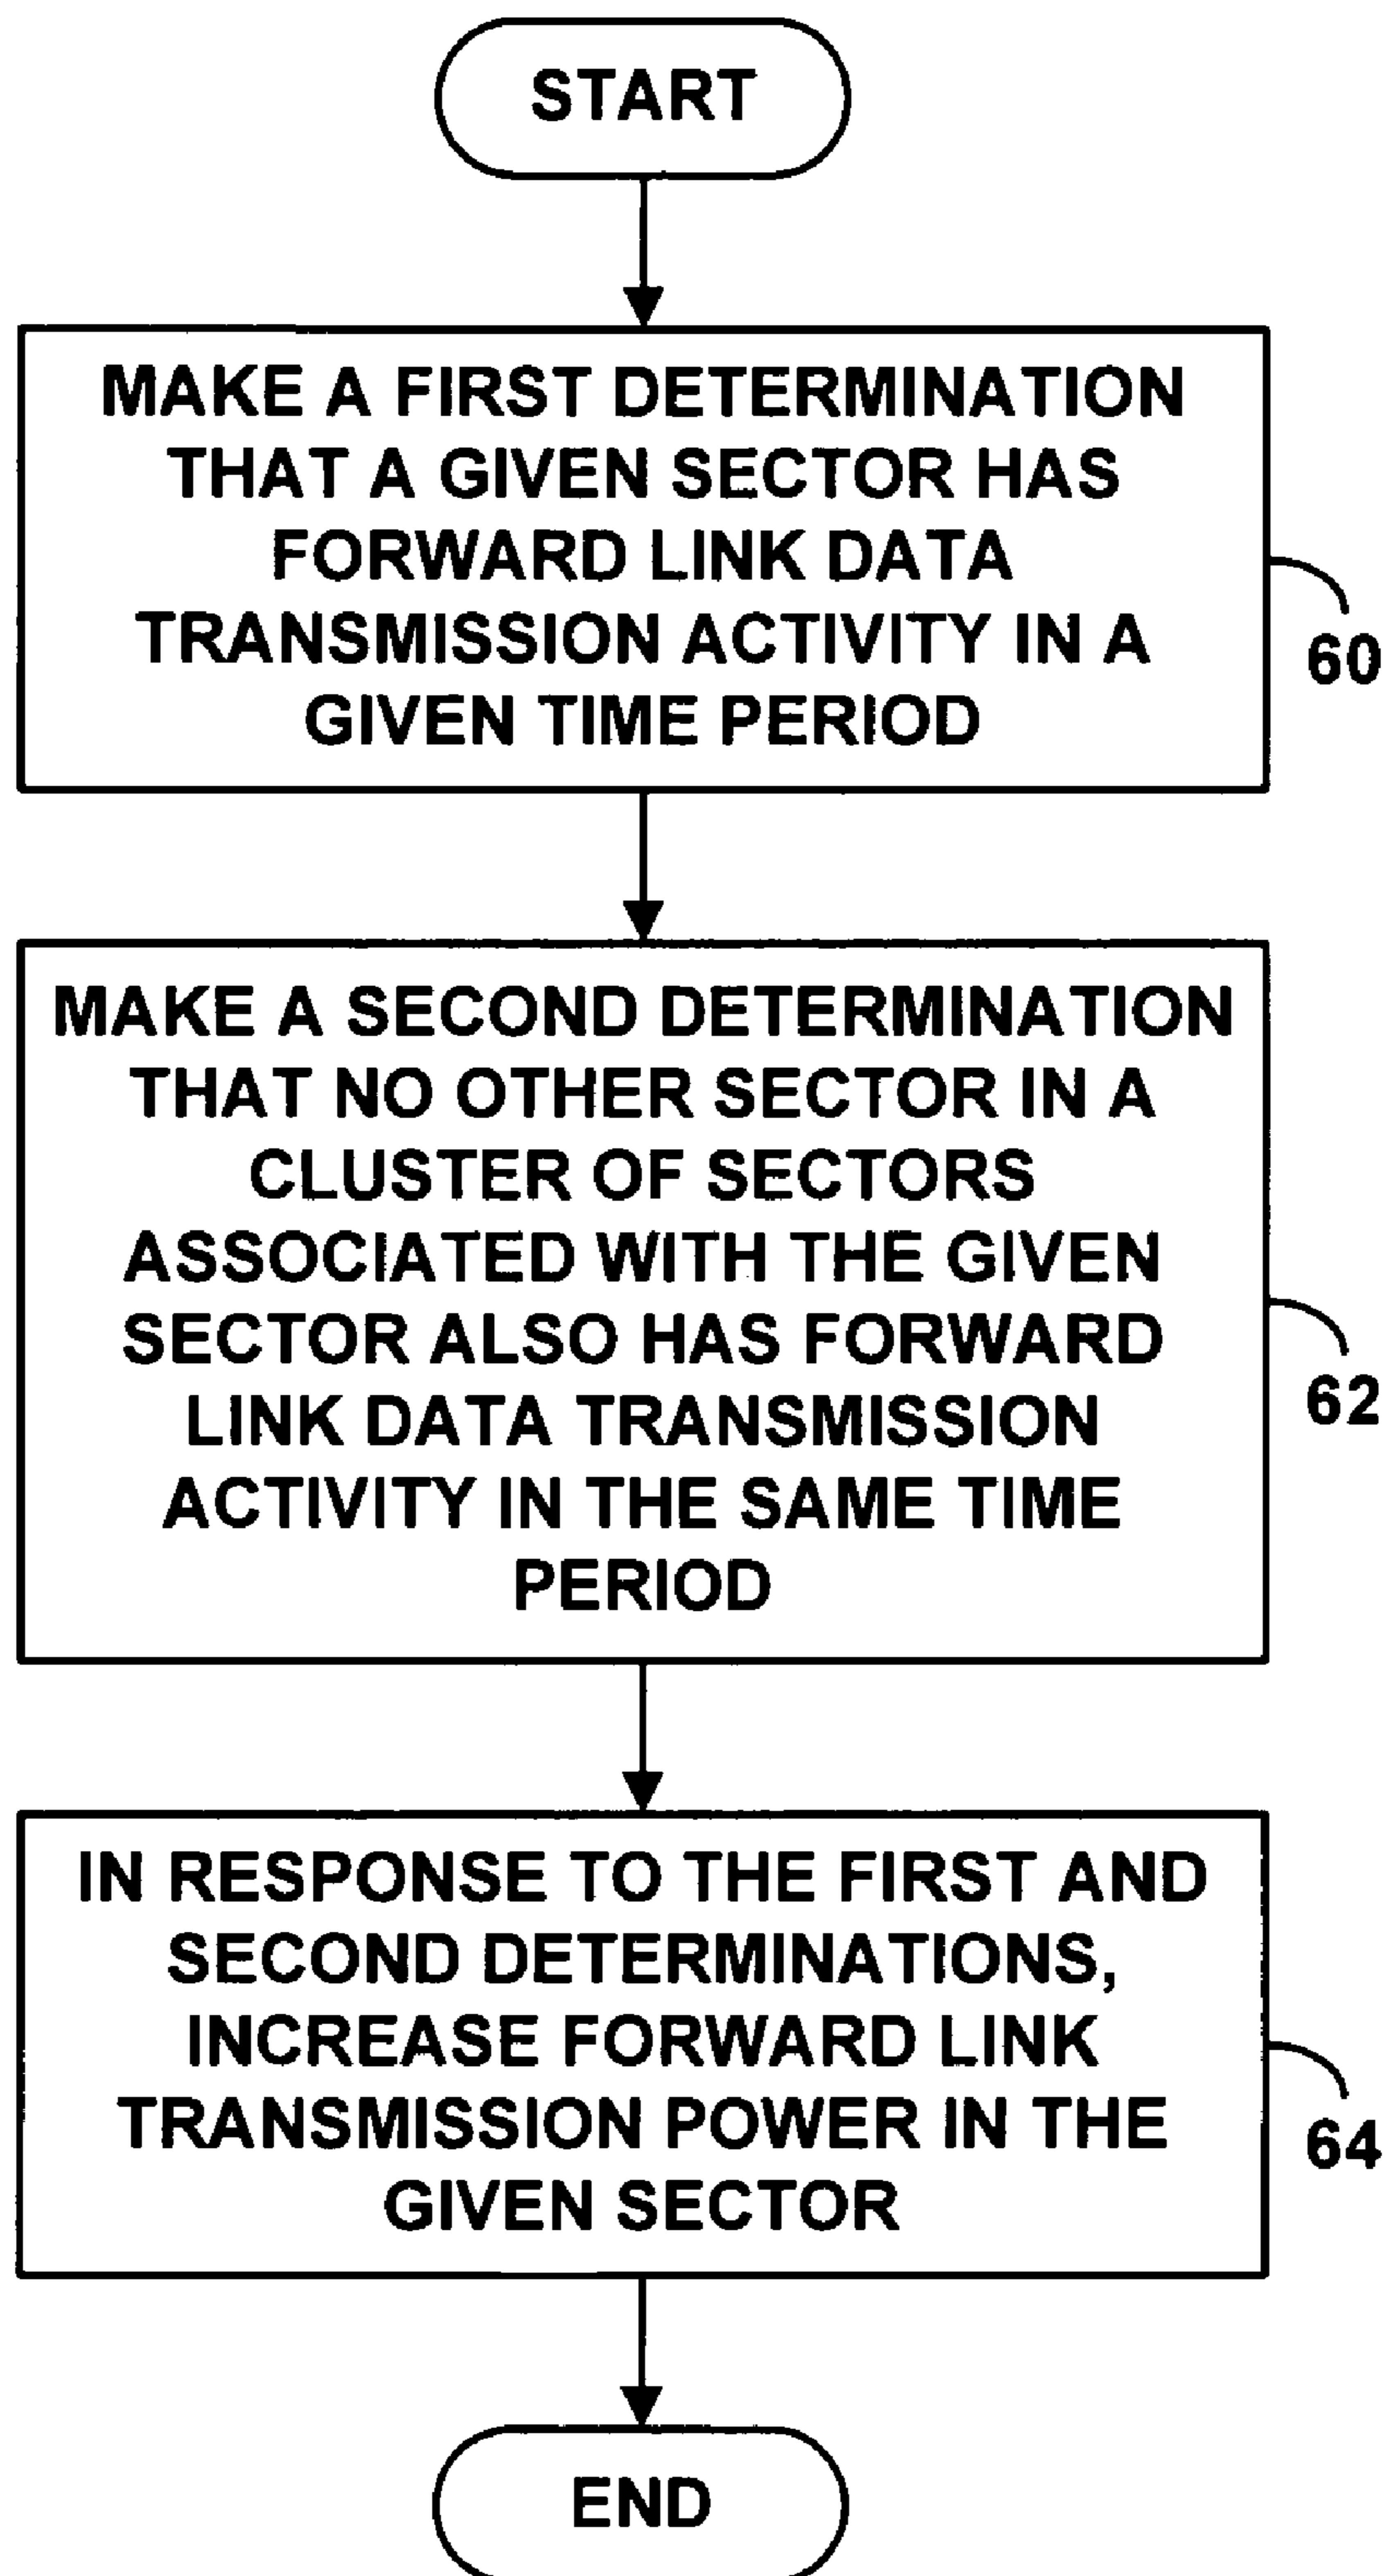 START
MAKE A FIRST DETERMINATION
THAT A GIVEN SECTOR HAS
FORWARD LINK DATA
TRANSMISSION ACTIVITY IN A
GIVEN TIME PERIOD
60
MAKE A SECOND DETERMINATION
THAT NO OTHER SECTOR IN A
CLUSTER OF SECTORS
ASSOCIATED WITH THE GIVEN
SECTOR ALSO HAS FORWARD
LINK DATA TRANSMISSION
ACTIVITY IN THE SAME TIME
PERIOD
62
IN RESPONSE TO THE FIRST AND
SECOND DETERMINATIONS,
INCREASE FORWARD LINK
TRANSMISSION POWER IN THE
GIVEN SECTOR
64
END